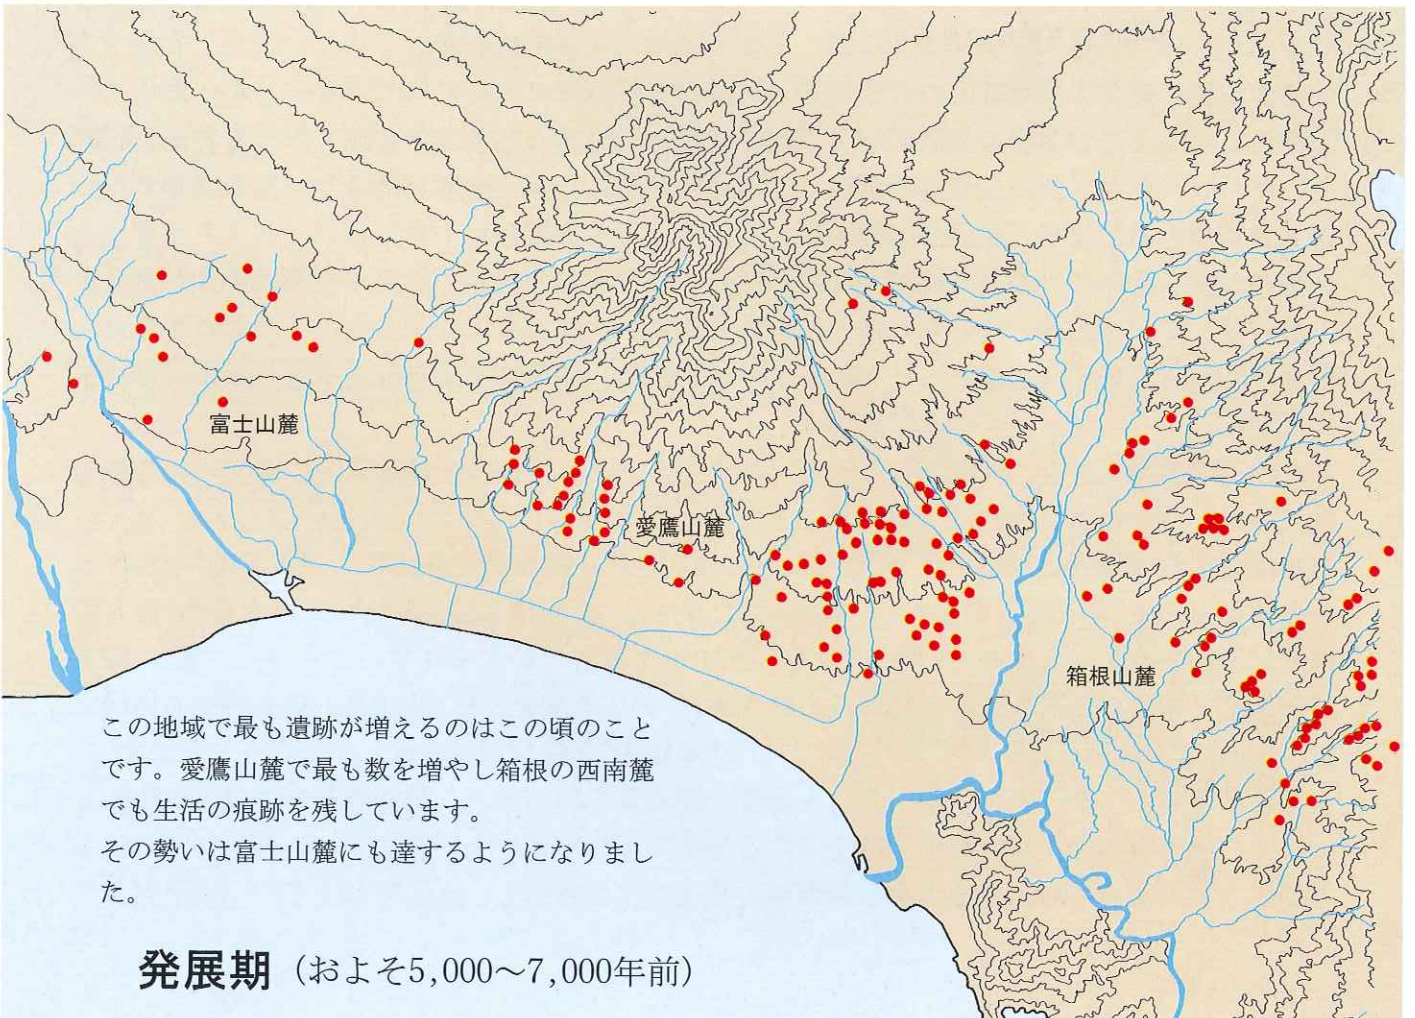 富士山麓
愛鷹山麓
箱根山麓
この地域で最も遺跡が増えるのはこの頃のこと
です。愛鷹山麓で最も数を増やし箱根の西南麓
でも生活の痕跡を残しています。
その勢いは富士山麓にも達するようになりまし
た。
発展期（およそ5,000〜7,000年前）